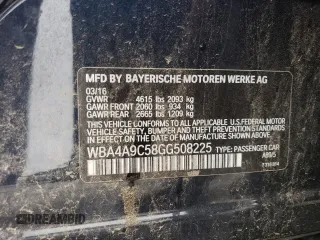 MFD BY BAYERISCHE MOTOREN WERKE AG
03/16
GVWR 4615 lbs 2093 kg
GAWR FRONT 2060 lbs 934 kg
GAWR/REAR 2665 lbs 1209 kg
THIS VEHICLE CONFORMS TO ALL APPLICABLE
U.S. FEDERAL MOTOR VEHICLE SAFETY,
BUMPER, AND THEFT PREVENTION
STANDARDS IN EFFECT ON THE DATE OF
MANUFACTURE SHOWN ABOVE.
WBA4A9C58GG508225 TYPE: PASSENGER CAR
DREAMBID